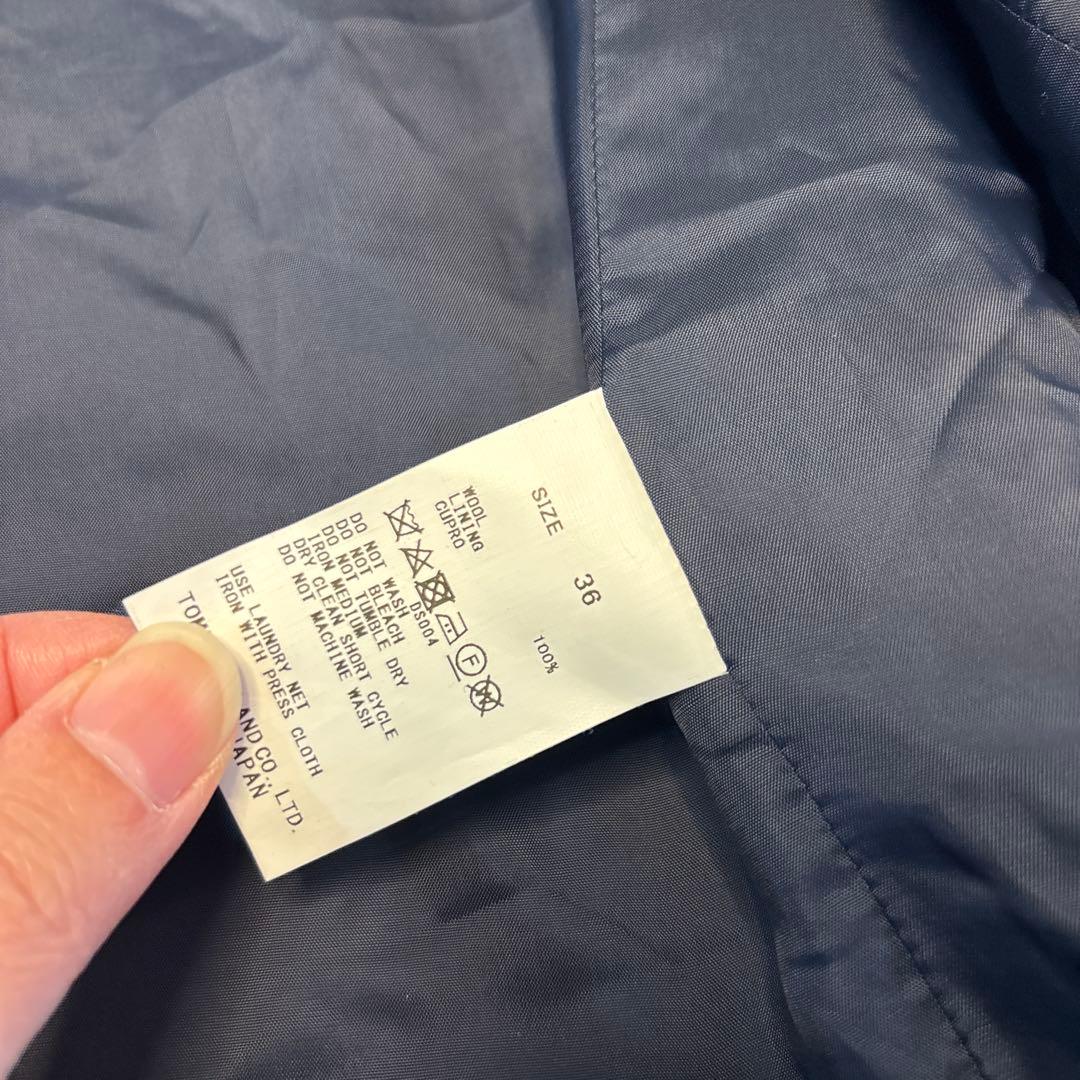 SIZE 36
WOOL 100%
LINING
CUPRO
DS004
F
W
DO NOT WASH
DO NOT BLEACH
DO NOT TUMBLE DRY
IRON MEDIUM
DRY CLEAN SHORT CYCLE
DO NOT MACHINE WASH
USE LAUNDRY NET
IRON WITH PRESS CLOTH
AND CO., LTD.
JAPAN